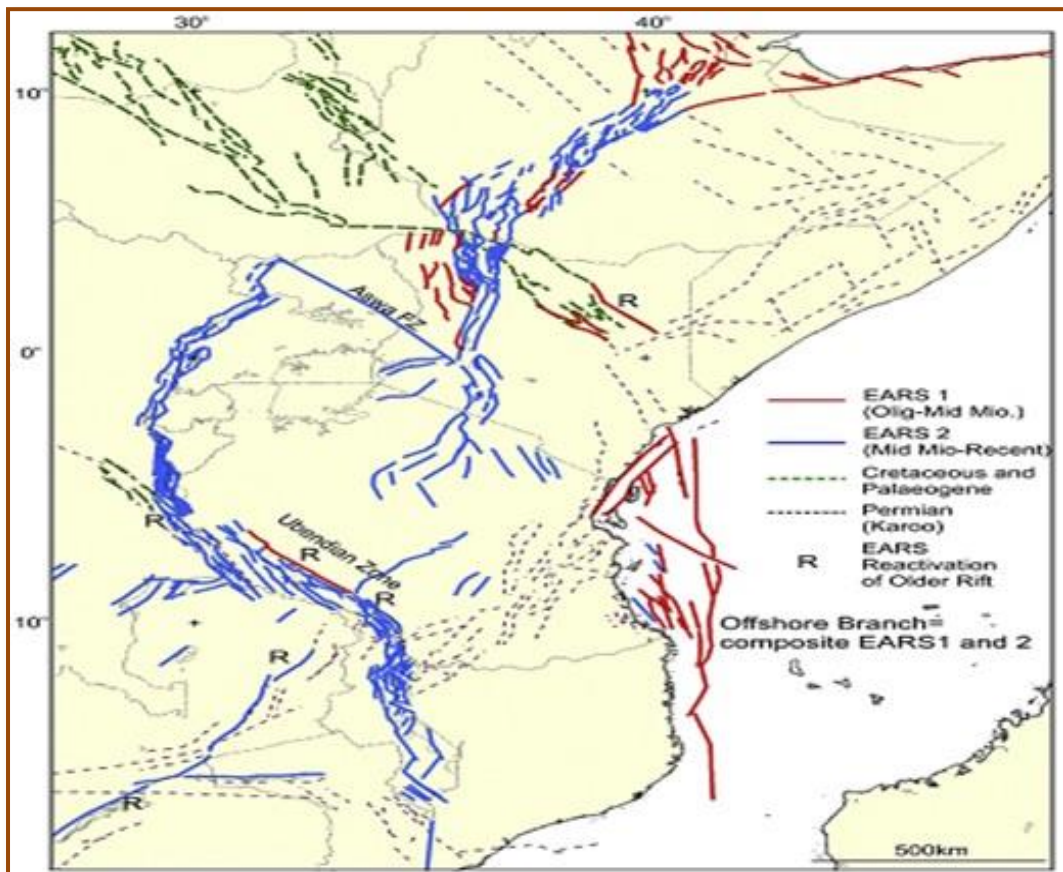 30°
40°
10°
Aswa FZ
R
0°
EARS 1
(Olig-Mid Mio.)
EARS 2
(Mid Mio-Recent)
Cretaceous and
Palaeogene
Permian
(Karoo)
R
EARS
Reactivation
of Older Rift
R
Ubendian Zone
R
R
10°
Offshore Branch=
composite EARS1 and 2
R
R
500km